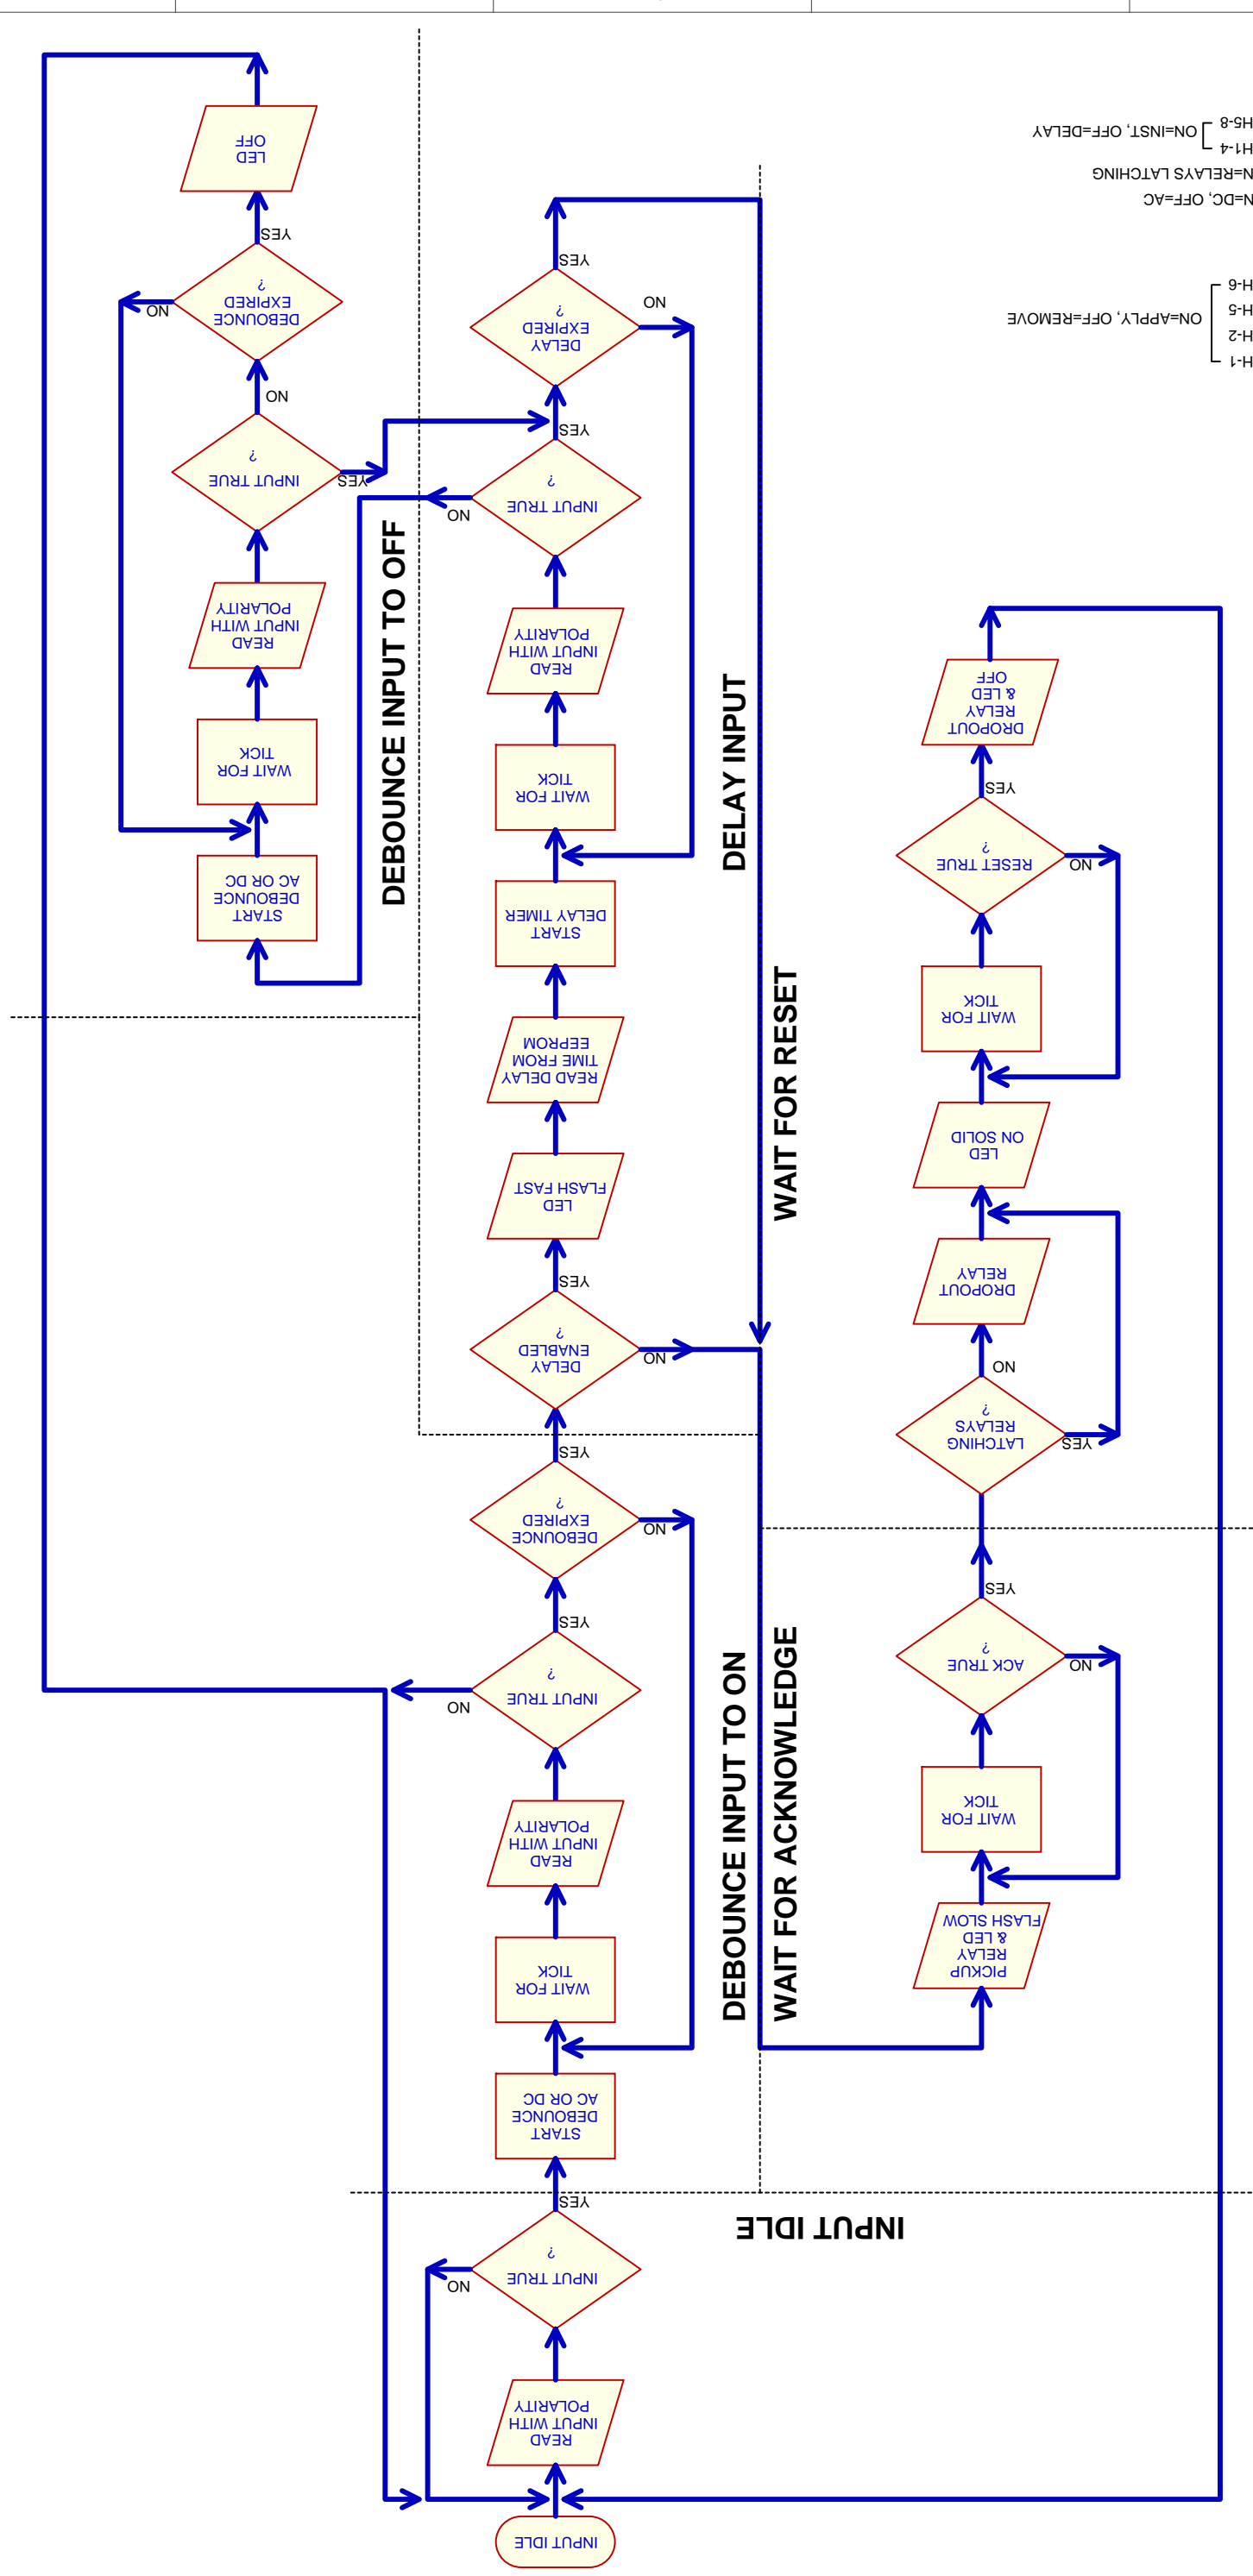 INPUT IDLE
READ
INPUT WITH
POLARITY
INPUT TRUE
?
NO
YES
INPUT IDLE
START
DEBOUNCE
AC OR DC
WAIT FOR
TICK
READ
INPUT WITH
POLARITY
INPUT TRUE
?
NO
YES
DEBOUNCE
EXPIRED
?
NO
YES
DEBOUNCE INPUT TO ON
DELAY
ENABLED
?
NO
YES
LED
FLASH FAST
READ DELAY
TIME FROM
EEPROM
START
DELAY TIMER
WAIT FOR
TICK
READ
INPUT WITH
POLARITY
INPUT TRUE
?
NO
YES
DELAY
EXPIRED
?
NO
YES
DELAY INPUT
START
DEBOUNCE
AC OR DC
WAIT FOR
TICK
READ
INPUT WITH
POLARITY
INPUT TRUE
?
YES
NO
DEBOUNCE
EXPIRED
?
NO
YES
LED
OFF
DEBOUNCE INPUT TO OFF
WAIT FOR ACKNOWLEDGE
PICKUP
RELAY
& LED
FLASH SLOW
WAIT FOR
TICK
ACK TRUE
?
NO
YES
WAIT FOR RESET
LATCHING
RELAYS
?
YES
NO
DROPOUT
RELAY
LED
ON SOLID
WAIT FOR
TICK
RESET TRUE
?
NO
YES
DROPOUT
RELAY
& LED
OFF
H-1
H-2
H-5
H-6
ON=APPLY, OFF=REMOVE
N=DC, OFF=AC
N=RELAYS LATCHING
H1-4
H5-8
ON=INST, OFF=DELAY